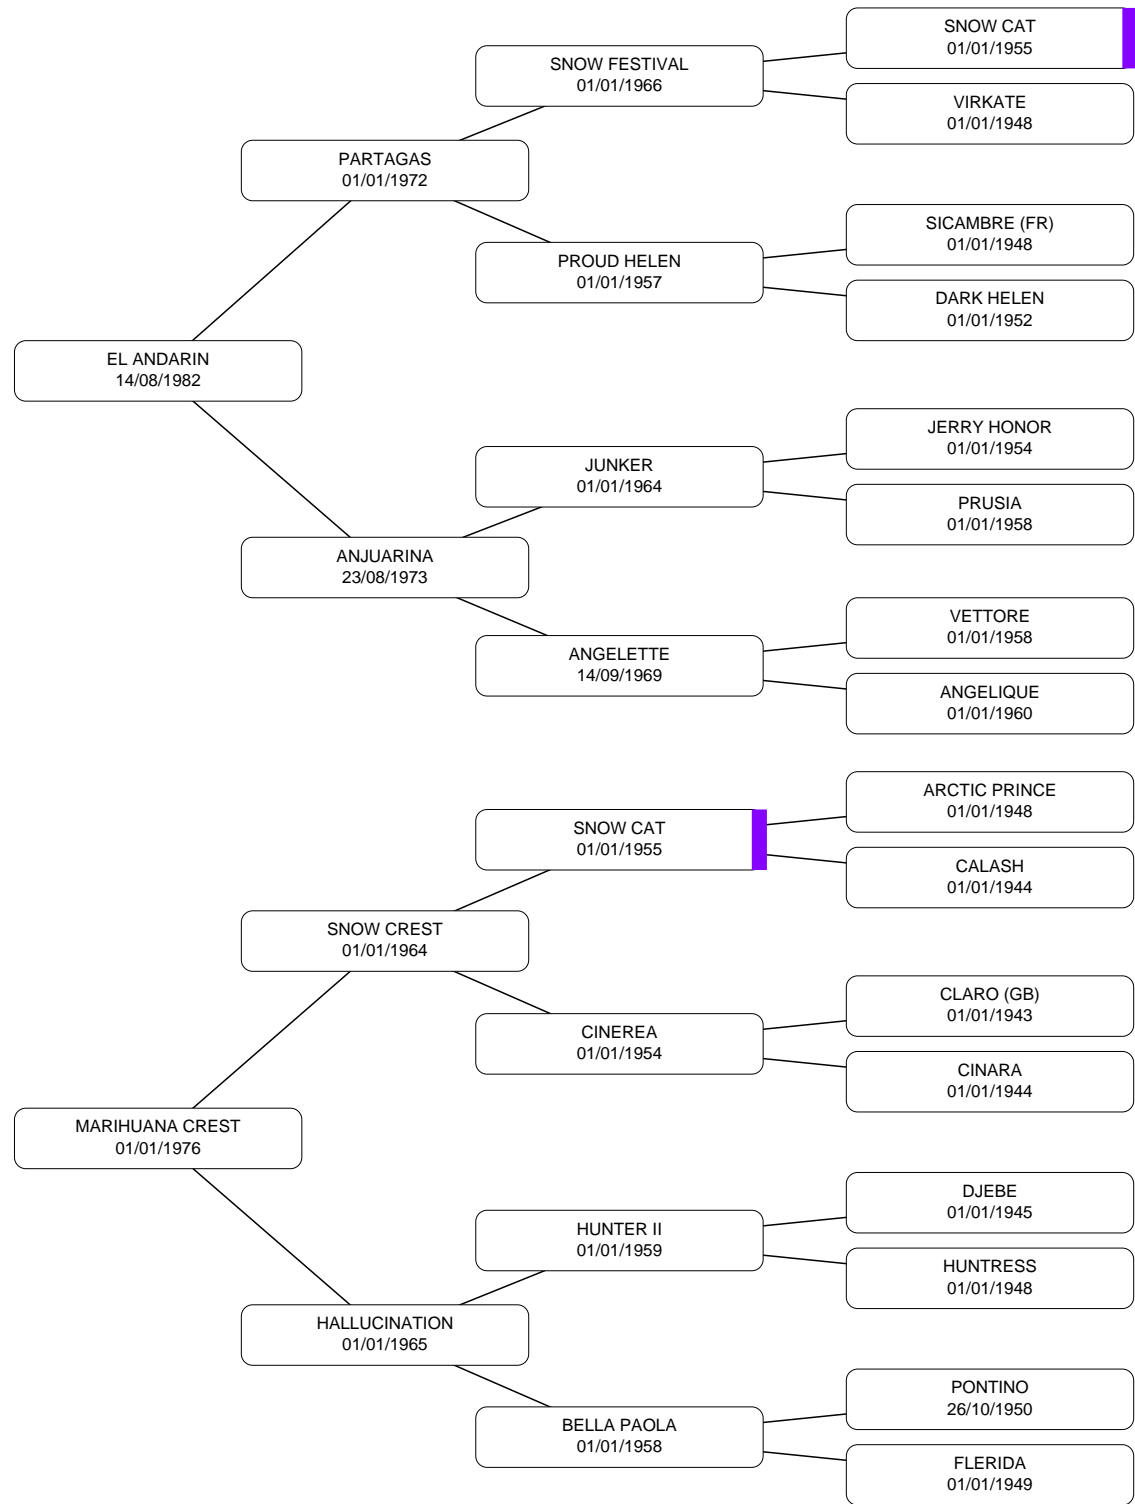 SNOW CAT
01/01/1955
SNOW FESTIVAL
01/01/1966
VIRKATE
01/01/1948
PARTAGAS
01/01/1972
SICAMBRE (FR)
01/01/1948
PROUD HELEN
01/01/1957
DARK HELEN
01/01/1952
EL ANDARIN
14/08/1982
JERRY HONOR
01/01/1954
JUNKER
01/01/1964
PRUSIA
01/01/1958
ANJUARINA
23/08/1973
VETTORE
01/01/1958
ANGELETTE
14/09/1969
ANGELIQUE
01/01/1960
ARCTIC PRINCE
01/01/1948
SNOW CAT
01/01/1955
CALASH
01/01/1944
SNOW CREST
01/01/1964
CLARO (GB)
01/01/1943
CINEREA
01/01/1954
CINARA
01/01/1944
MARIHUANA CREST
01/01/1976
DJEBE
01/01/1945
HUNTER II
01/01/1959
HUNTRESS
01/01/1948
HALLUCINATION
01/01/1965
PONTINO
26/10/1950
BELLA PAOLA
01/01/1958
FLERIDA
01/01/1949